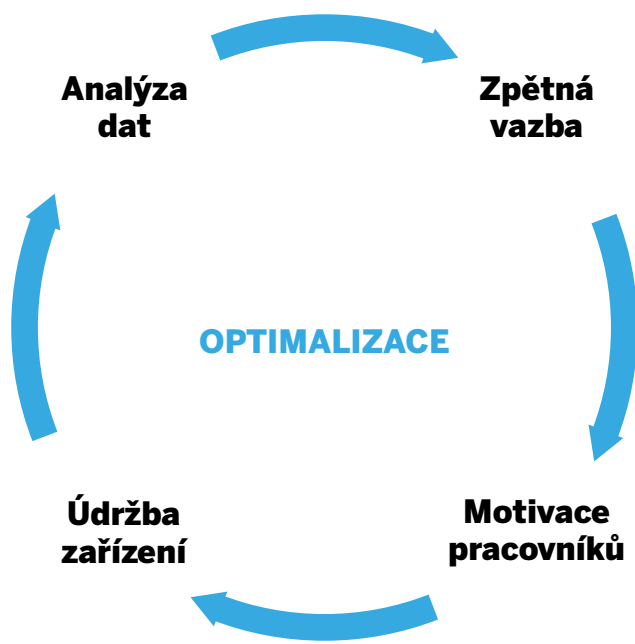 Analýza
dat
Zpětná
vazba
OPTIMALIZACE
Údržba
zařízení
Motivace
pracovníků